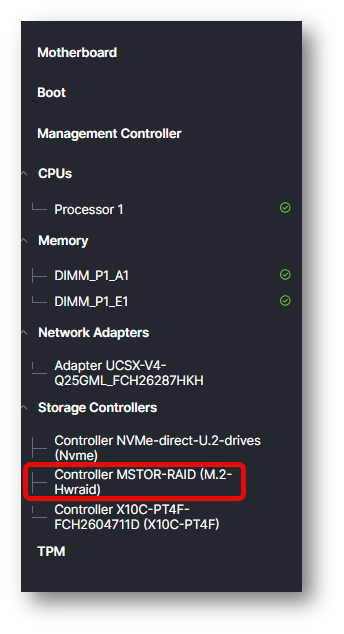 Motherboard
Boot
Management Controller
CPUs
Processor 1
Memory
DIMM_P1_A1
DIMM_P1_E1
Network Adapters
Adapter UCSX-V4-
Q25GML_FCH26287HKH
Storage Controllers
Controller NVMe-direct-U.2-drives
(Nvme)
Controller MSTOR-RAID (M.2-
Hwraid)
Controller X10C-PT4F-
FCH2604711D (X10C-PT4F)
TPM